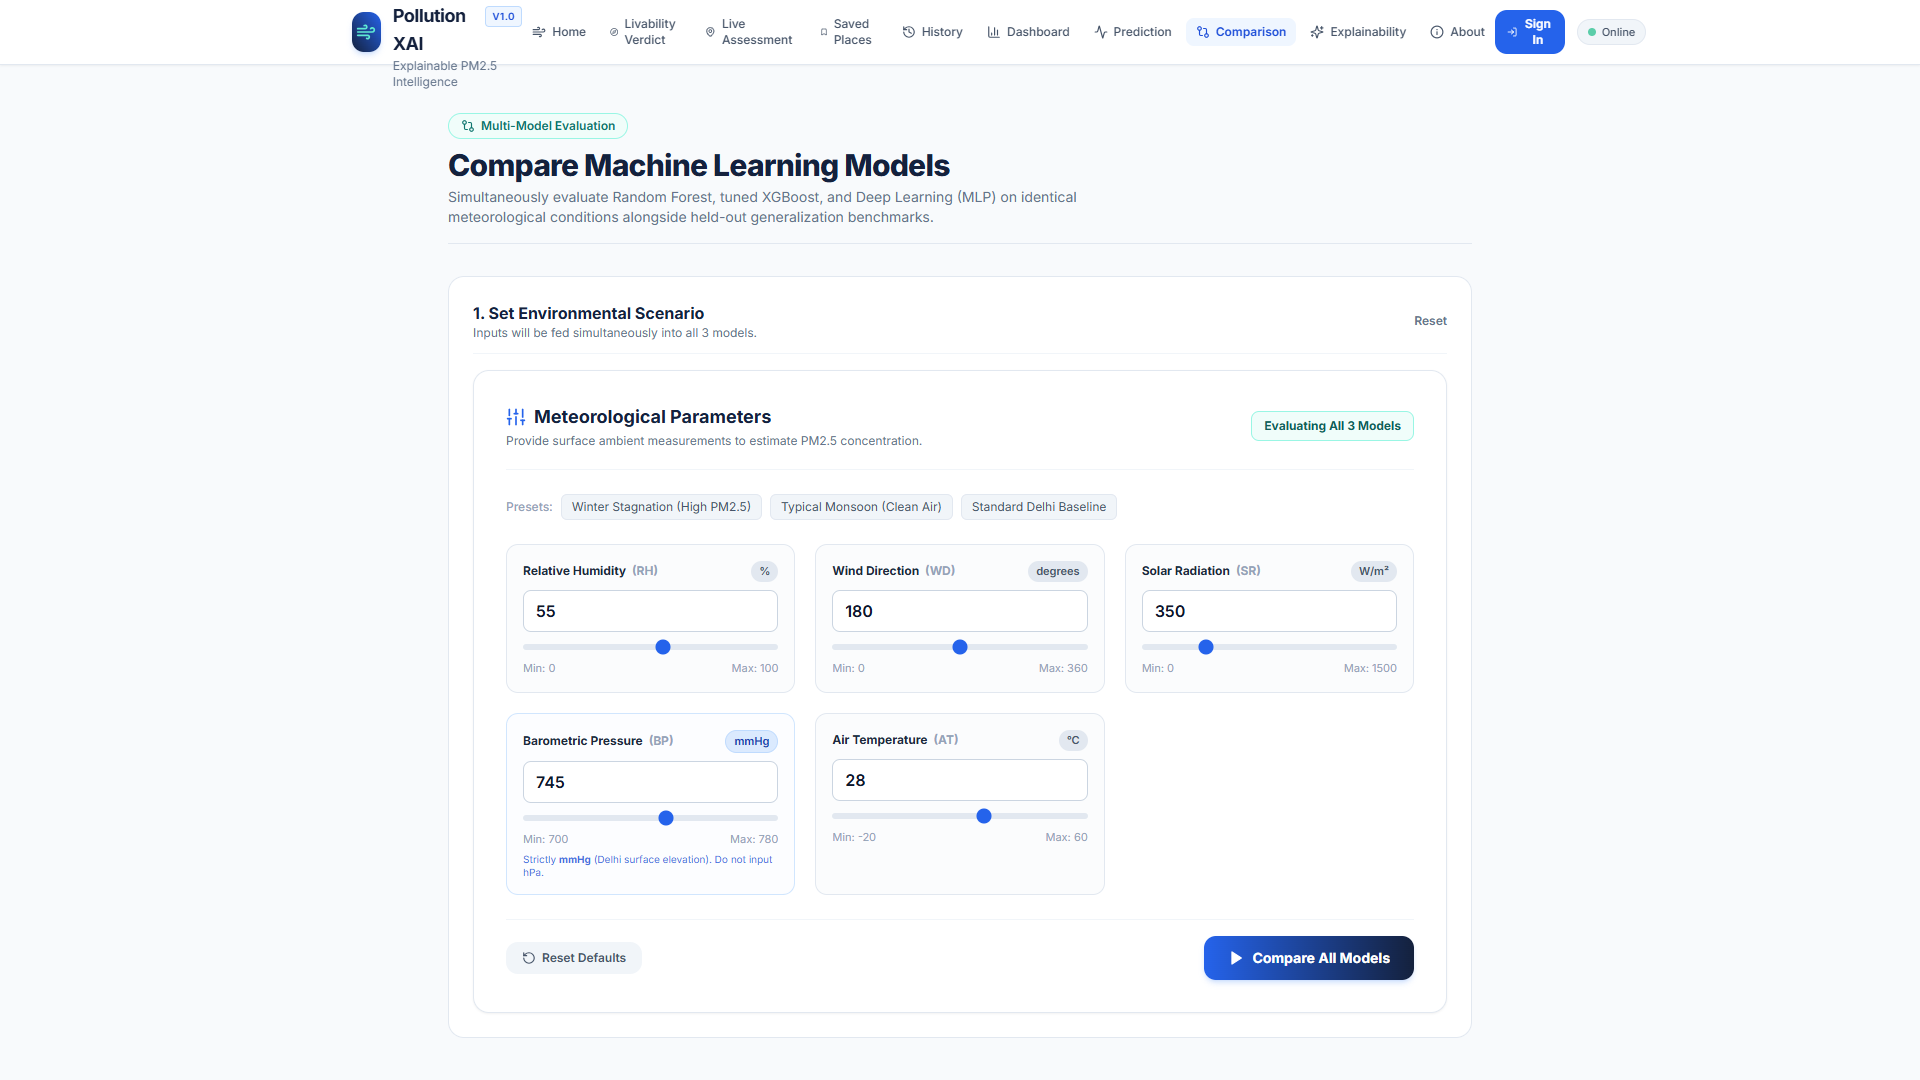 Pollution XAI
V1.0
Explainable PM2.5 Intelligence
Home
Livability Verdict
Live Assessment
Saved Places
History
Dashboard
Prediction
Comparison
Explainability
About
Sign In
Online
Multi-Model Evaluation
Compare Machine Learning Models
Simultaneously evaluate Random Forest, tuned XGBoost, and Deep Learning (MLP) on identical
meteorological conditions alongside held-out generalization benchmarks.
1. Set Environmental Scenario
Inputs will be fed simultaneously into all 3 models.
Reset
Meteorological Parameters
Provide surface ambient measurements to estimate PM2.5 concentration.
Evaluating All 3 Models
Presets:
Winter Stagnation (High PM2.5)
Typical Monsoon (Clean Air)
Standard Delhi Baseline
Relative Humidity (RH) %
55
Min: 0 Max: 100
Wind Direction (WD) degrees
180
Min: 0 Max: 360
Solar Radiation (SR) W/m²
350
Min: 0 Max: 1500
Barometric Pressure (BP) mmHg
745
Min: 700 Max: 780
Strictly mmHg (Delhi surface elevation). Do not input
hPa.
Air Temperature (AT) °C
28
Min: -20 Max: 60
Reset Defaults
Compare All Models